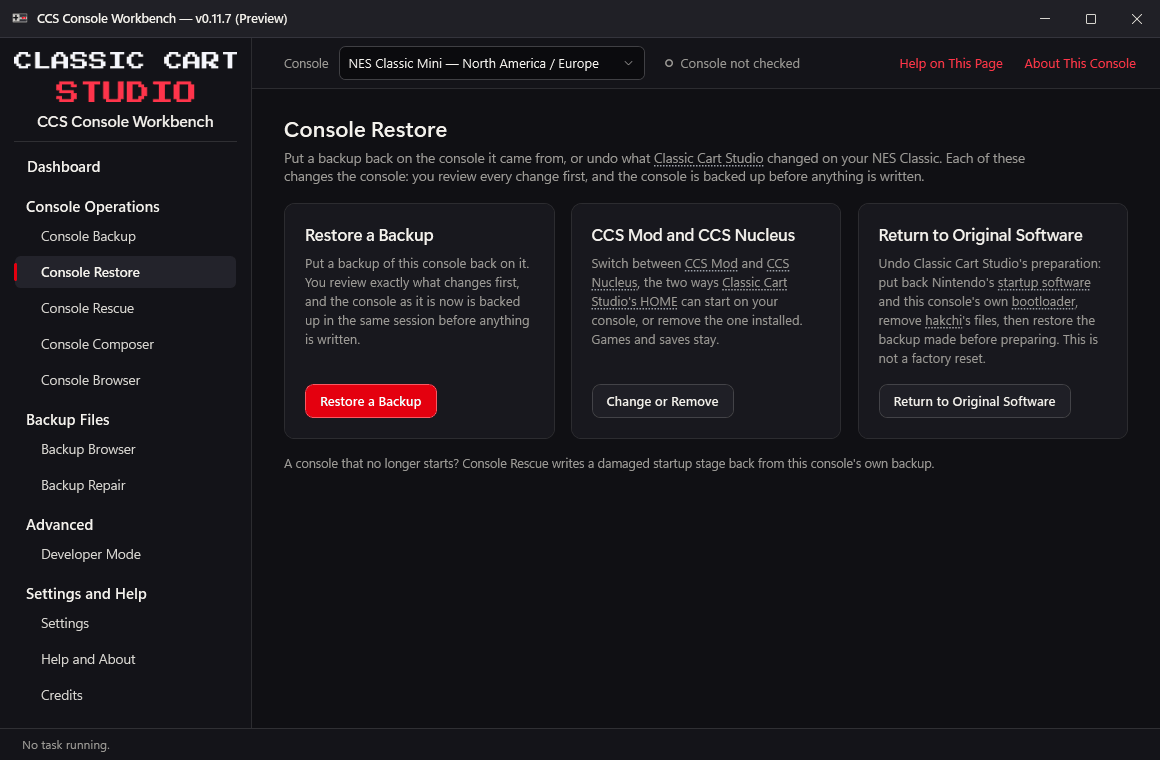 CCS Console Workbench — v0.11.7 (Preview)
CLASSIC CART
STUDIO
CCS Console Workbench
Dashboard
Console Operations
Console Backup
Console Restore
Console Rescue
Console Composer
Console Browser
Backup Files
Backup Browser
Backup Repair
Advanced
Developer Mode
Settings and Help
Settings
Help and About
Credits
Console
NES Classic Mini — North America / Europe
Console not checked
Help on This Page
About This Console
Console Restore
Put a backup back on the console it came from, or undo what Classic Cart Studio changed on your NES Classic. Each of these
changes the console: you review every change first, and the console is backed up before anything is written.
Restore a Backup
Put a backup of this console back on it.
You review exactly what changes first,
and the console as it is now is backed
up in the same session before anything
is written.
Restore a Backup
CCS Mod and CCS Nucleus
Switch between CCS Mod and CCS
Nucleus, the two ways Classic Cart
Studio's HOME can start on your
console, or remove the one installed.
Games and saves stay.
Change or Remove
Return to Original Software
Undo Classic Cart Studio's preparation:
put back Nintendo's startup software
and this console's own bootloader,
remove hakchi's files, then restore the
backup made before preparing. This is
not a factory reset.
Return to Original Software
A console that no longer starts? Console Rescue writes a damaged startup stage back from this console's own backup.
No task running.